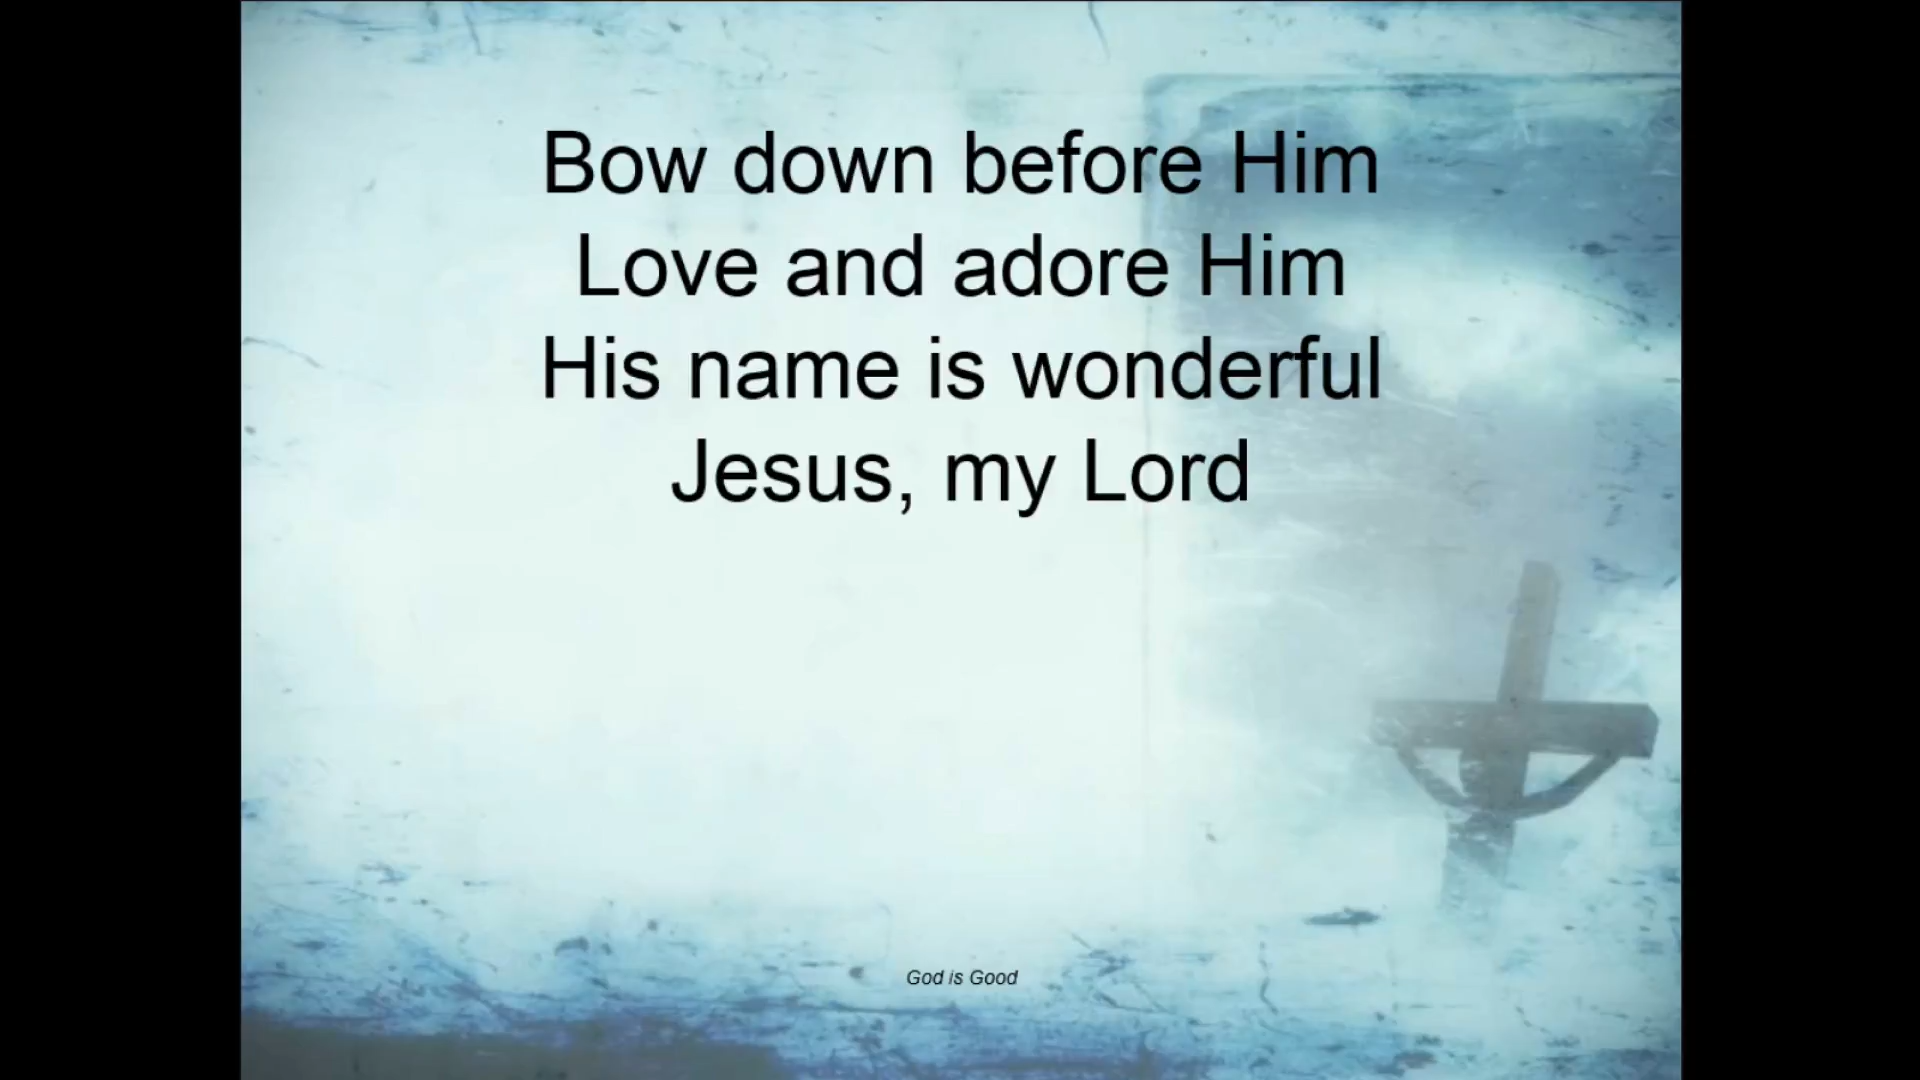 Bow down before Him
Love and adore Him
His name is wonderful
Jesus, my Lord
God is Good